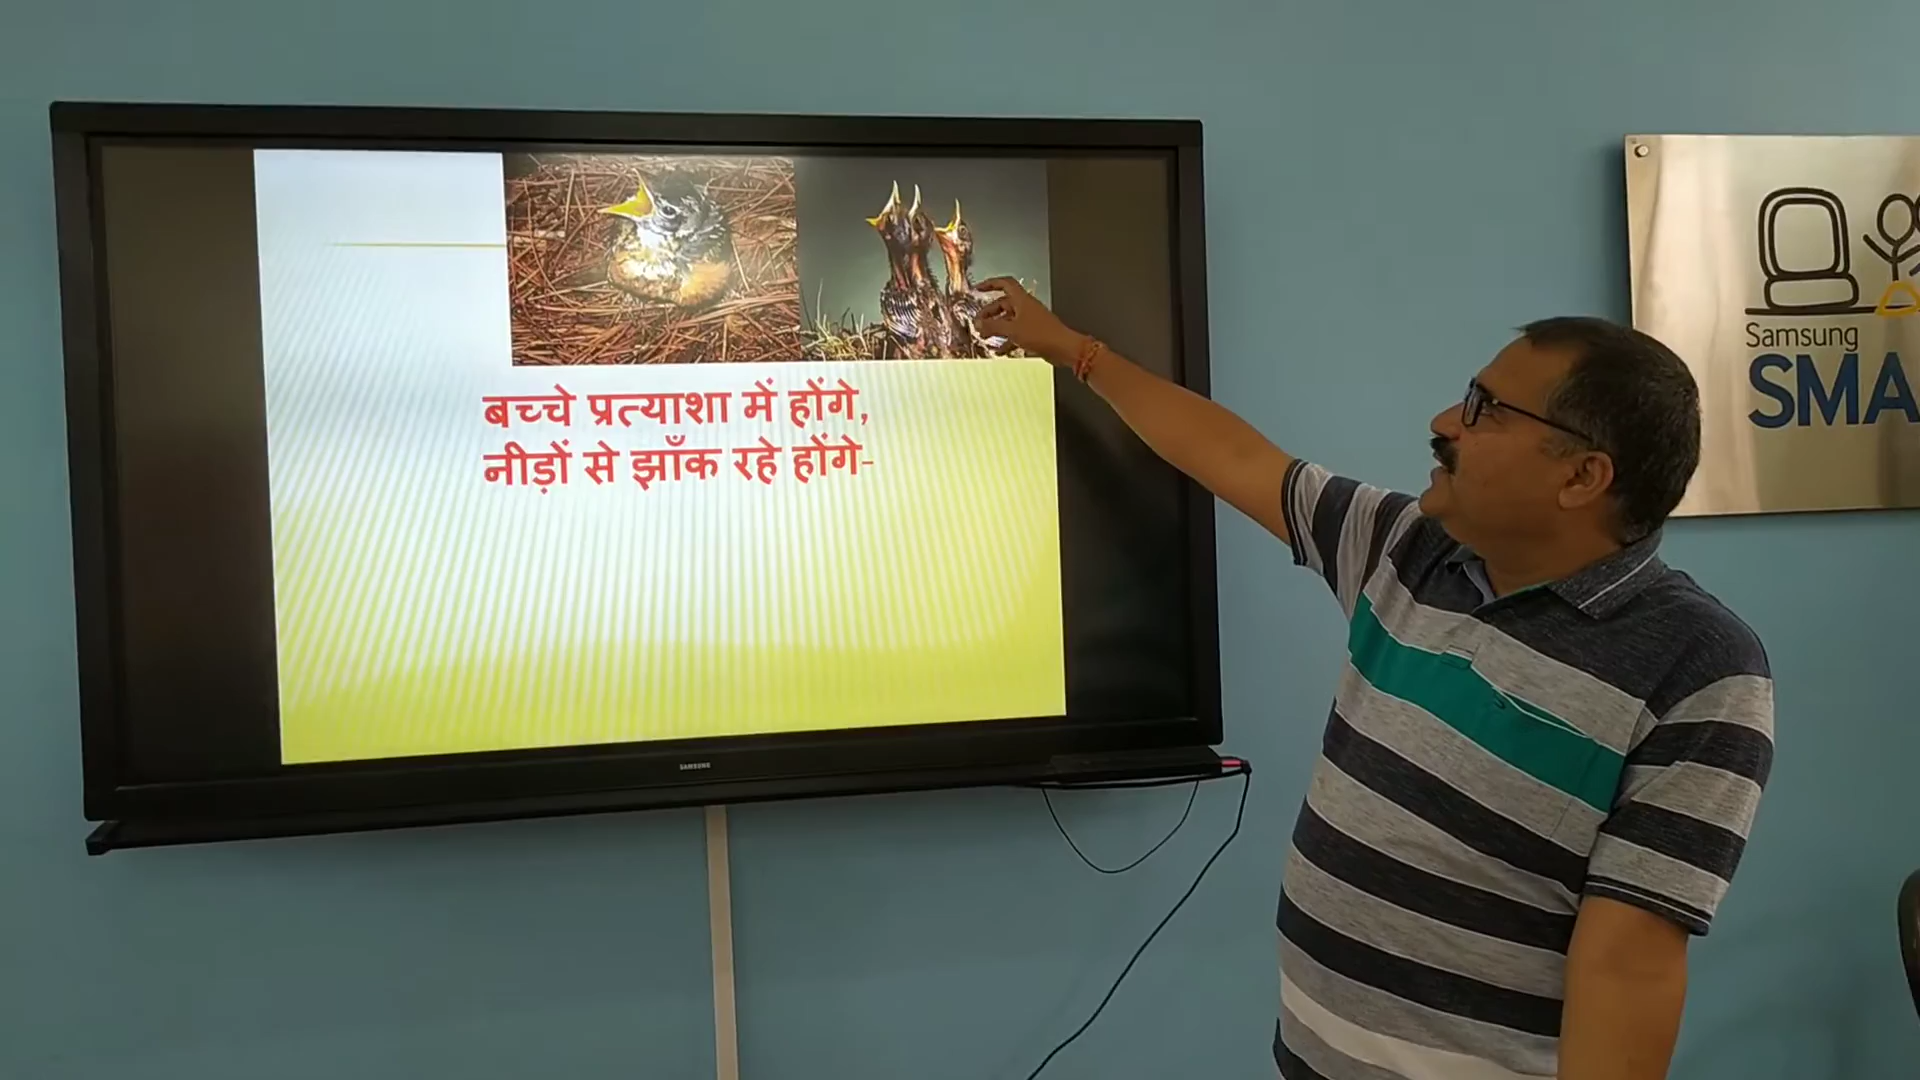 बच्चे प्रत्याशा में होंगे,
नीड़ों से झाँक रहे होंगे-
SAMSUNG
Samsung
SMA